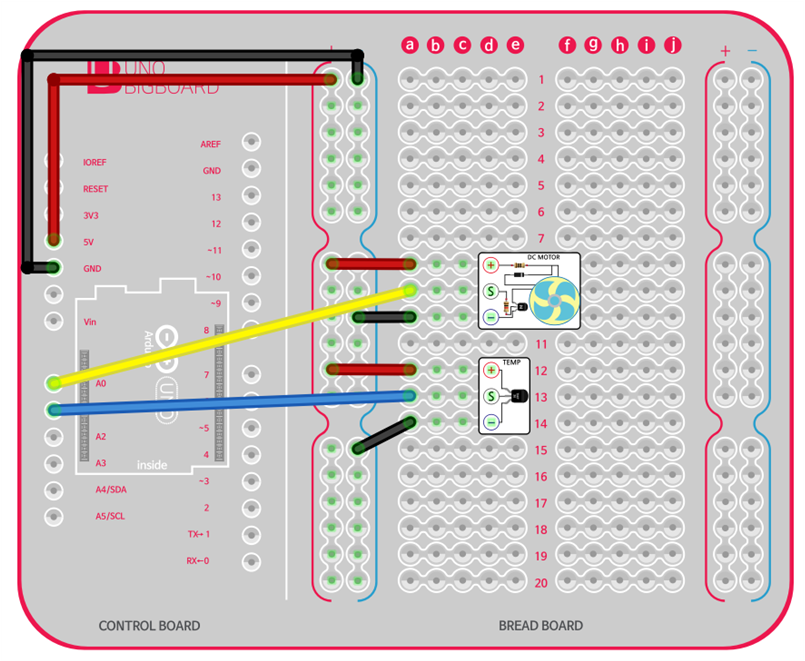 UNO
BIGBOARD
IOREF
RESET
3V3
5V
GND
Vin
A0
A2
A3
A4/SDA
A5/SCL
AREF
GND
13
12
~11
~10
~9
8
7
~5
4
~3
2
TX→1
RX←0
UNO
inside
+ −
a b c d e f g h i j
1
2
3
4
5
6
7
11
12
13
14
15
16
17
18
19
20
DC MOTOR
+
S
−
TEMP
+
S
−
CONTROL BOARD
BREAD BOARD